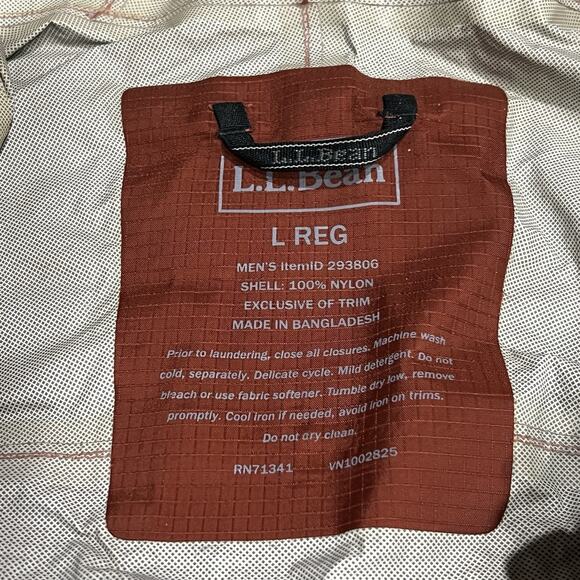 L.L.Bean
L.L.Bean
L REG
MEN'S itemID 293806
SHELL: 100% NYLON
EXCLUSIVE OF TRIM
MADE IN BANGLADESH
Prior to laundering, close all closures. Machine wash
cold, separately. Delicate cycle. Mild detergent. Do not
bleach or use fabric softener. Tumble dry low, remove
promptly. Cool iron if needed, avoid iron on trims.
Do not dry clean.
RN71341 VN1002825